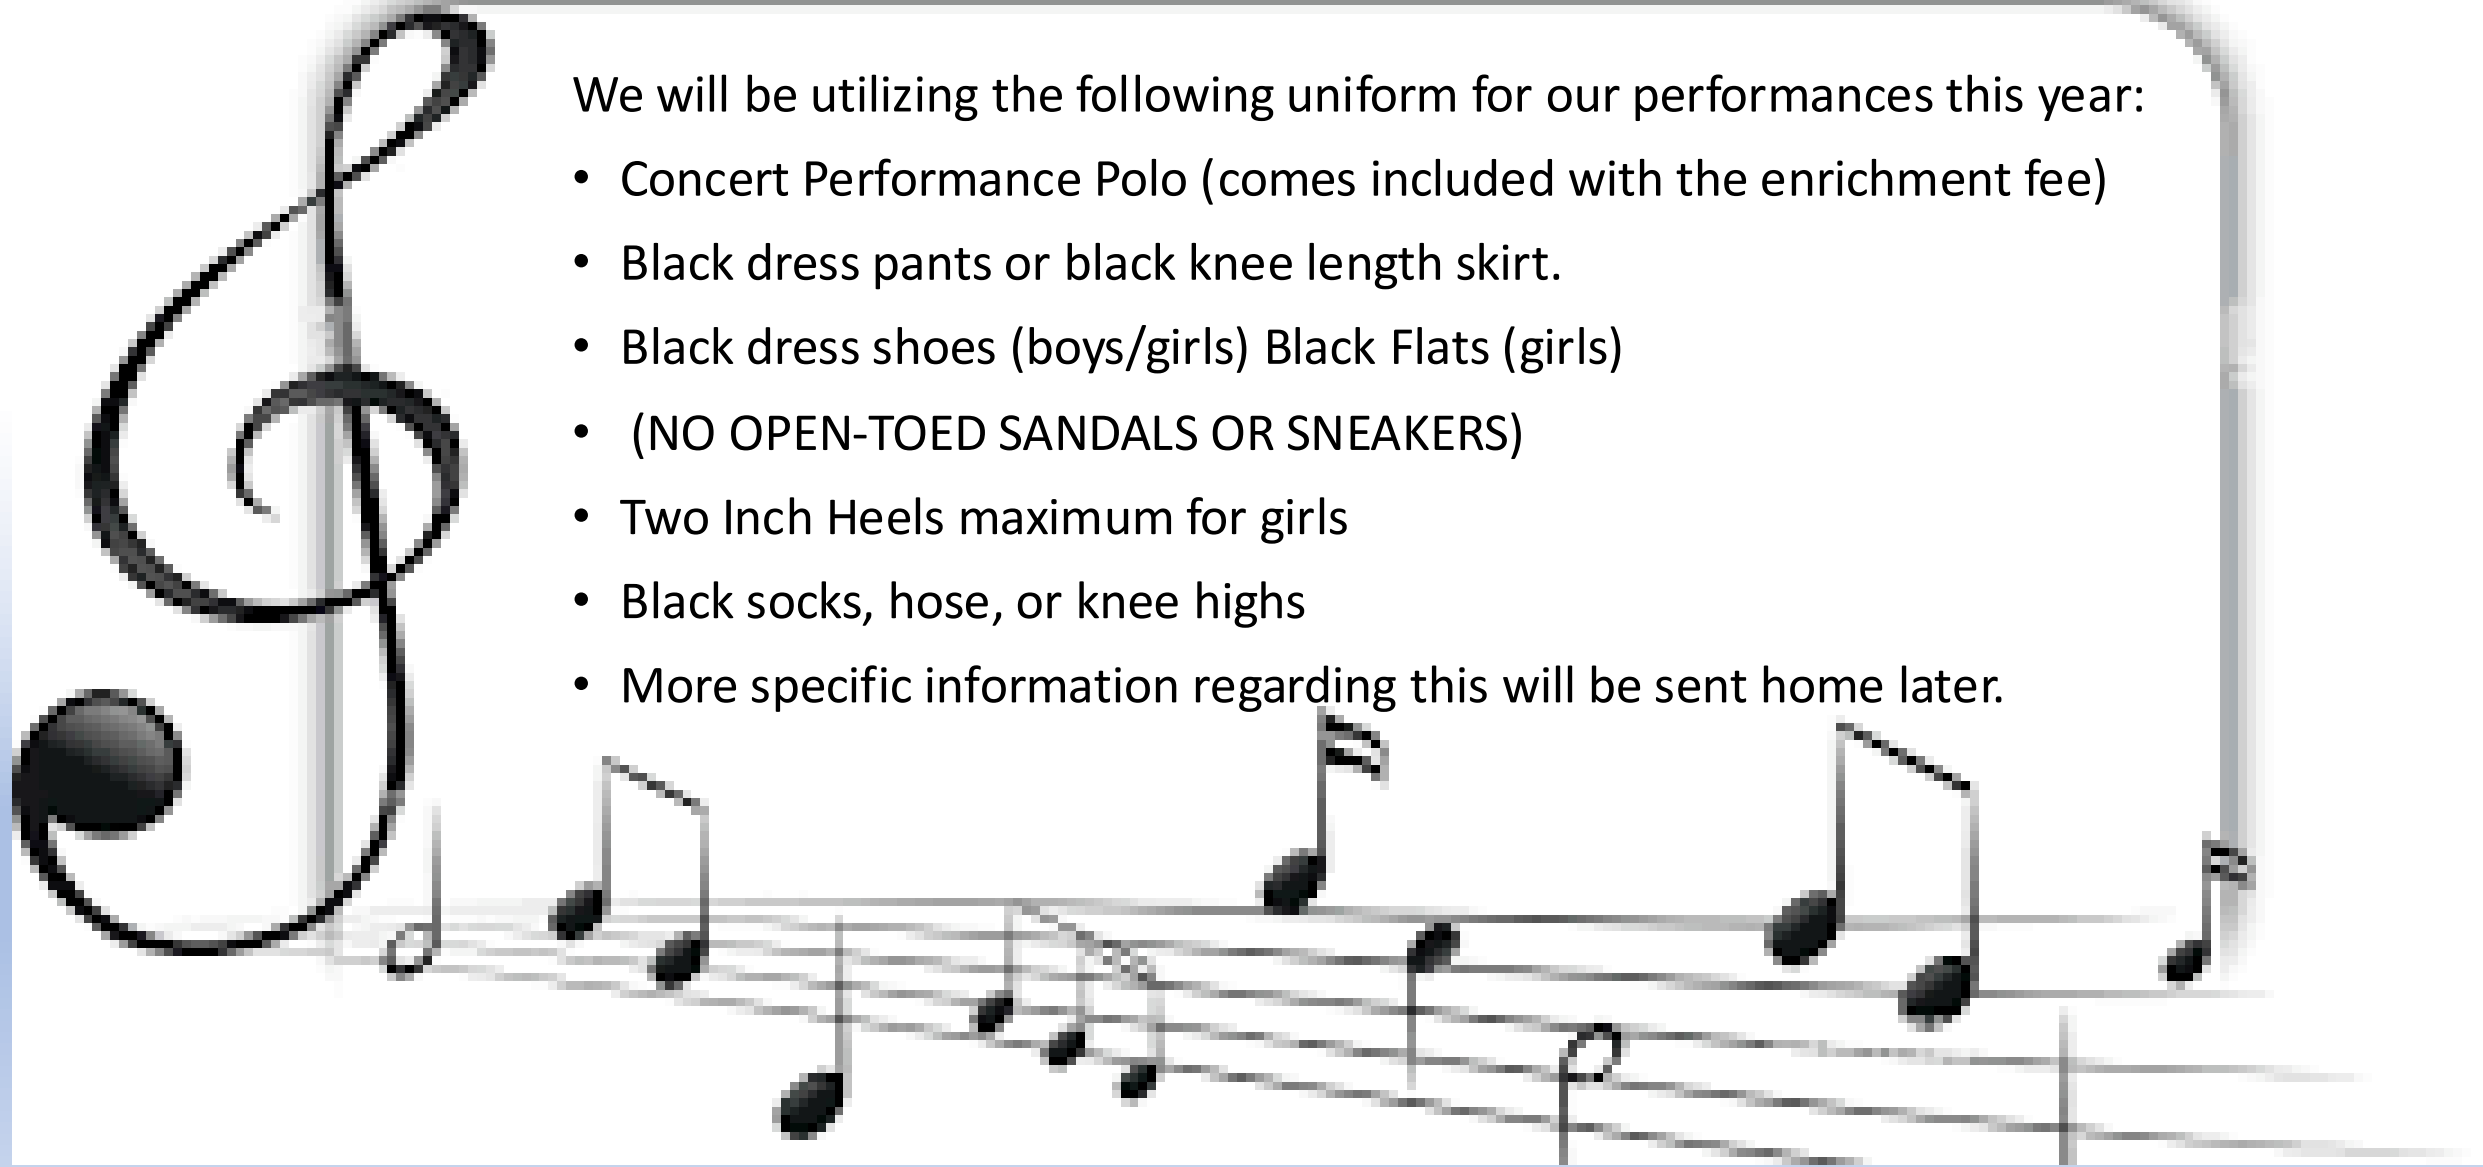 We will be utilizing the following uniform for our performances this year:
• Concert Performance Polo (comes included with the enrichment fee)
• Black dress pants or black knee length skirt.
• Black dress shoes (boys/girls) Black Flats (girls)
• (NO OPEN-TOED SANDALS OR SNEAKERS)
• Two Inch Heels maximum for girls
• Black socks, hose, or knee highs
• More specific information regarding this will be sent home later.